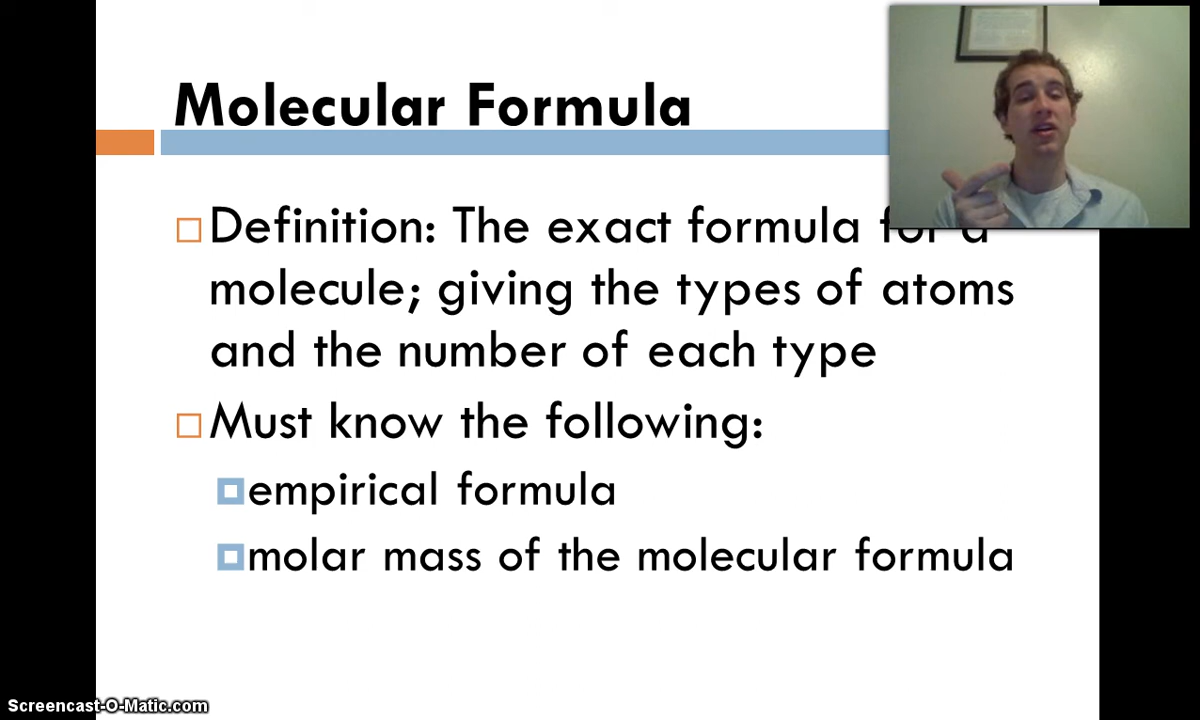 Molecular Formula
Definition: The exact formula for a
molecule; giving the types of atoms
and the number of each type
Must know the following:
empirical formula
molar mass of the molecular formula
Screencast-O-Matic.com